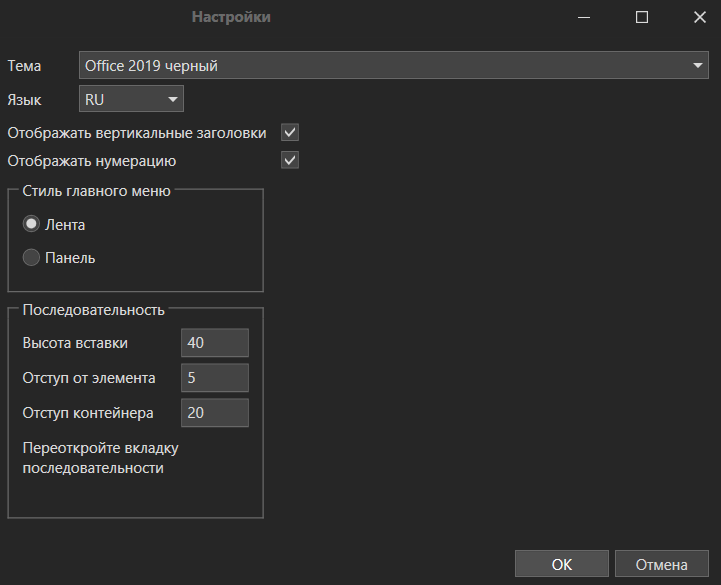 Настройки
Тема Office 2019 черный
Язык RU
Отображать вертикальные заголовки
Отображать нумерацию
Стиль главного меню
Лента
Панель
Последовательность
Высота вставки 40
Отступ от элемента 5
Отступ контейнера 20
Переоткройте вкладку
последовательности
OK Отмена